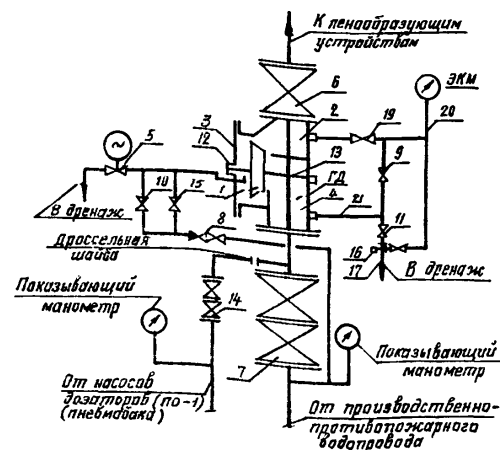 К пенообразующим
устройствам
ЭКМ
6
2
19
20
3
12
5
13
9
10
15
1
ГД
4
21
11
8
В дренаж
16
17
В дренаж
Дроссельная
шайба
Показывающий
манометр
14
7
Показывающий
манометр
От насосов
дозаторов (ПО-1)
(пневмобака)
От производственно-
противопожарного
водопровода